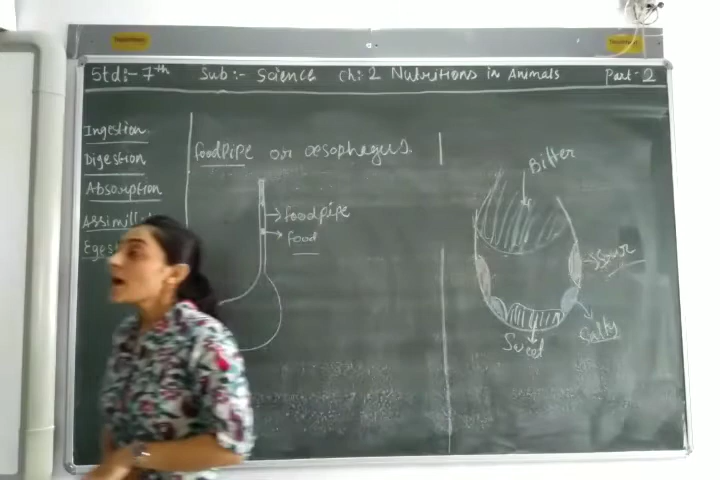 Std:- 7th Sub:- Science Ch: 2 Nutritions in Animals Part-2
Ingestion
Digestion
Absorption
Foodpipe or œsophagus.
Foodpipe
food
Bitter
Sour
Salty
Sweet